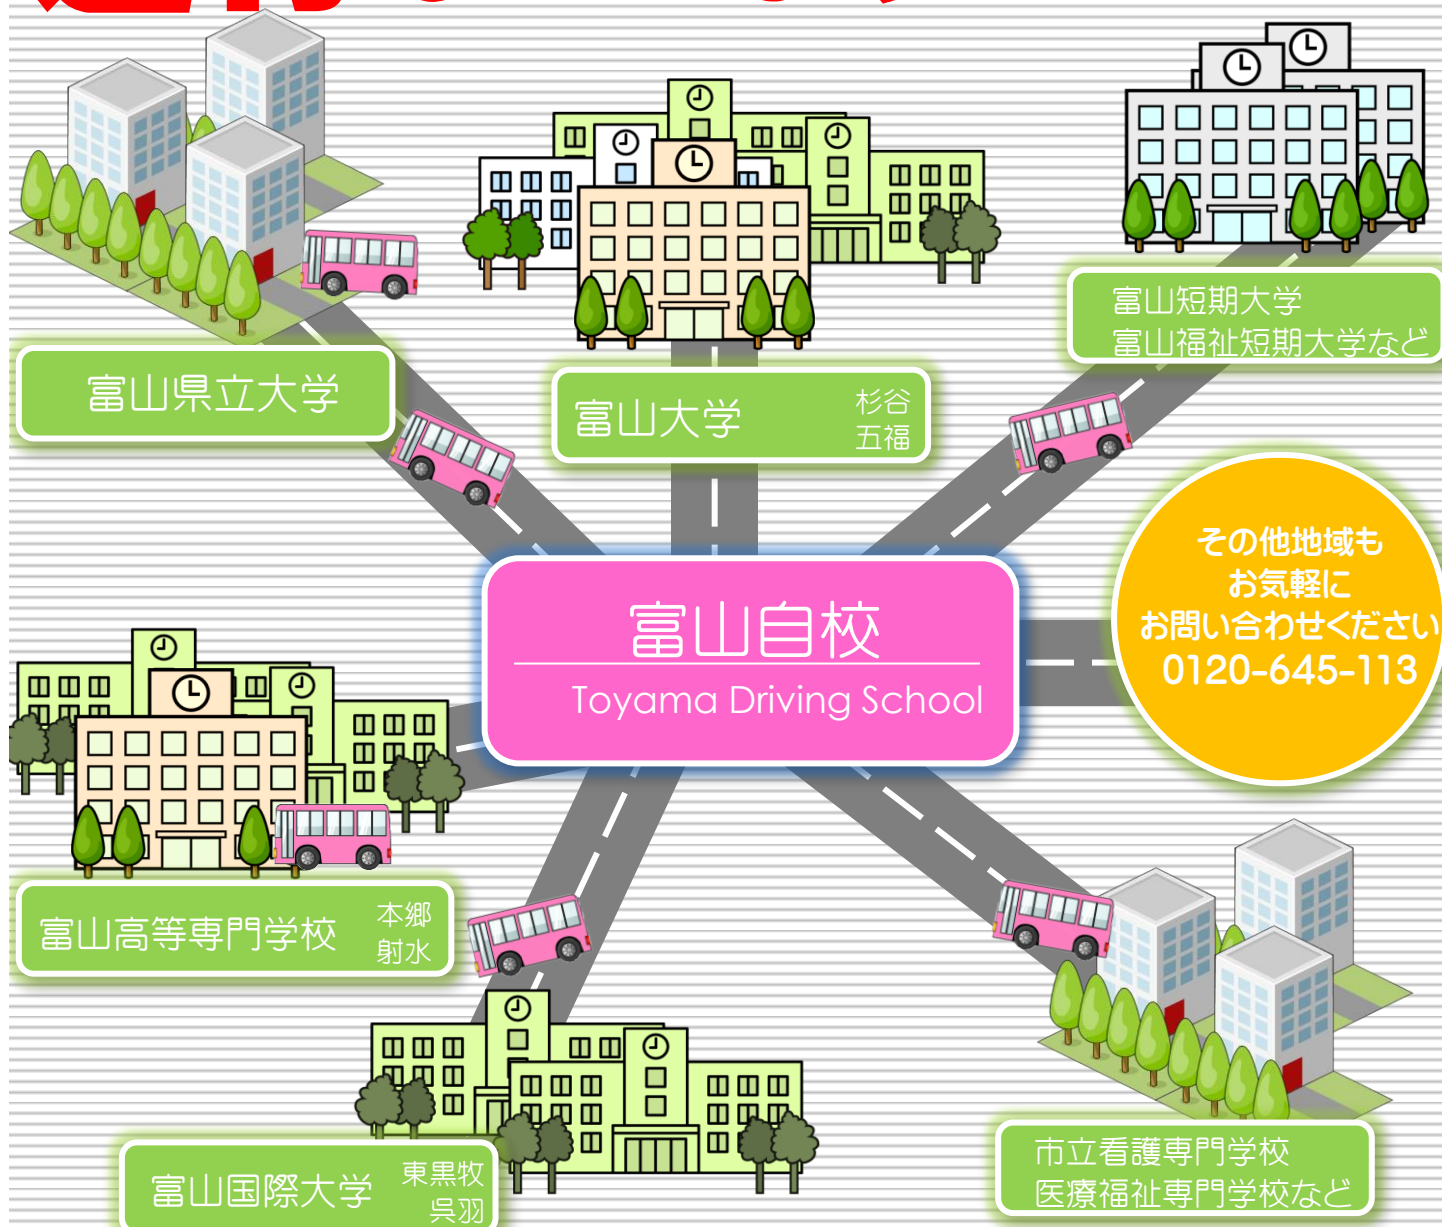 富山県立大学
富山大学
杉谷
五福
富山短期大学
富山福祉短期大学など
その他地域も
お気軽に
お問い合わせください
0120-645-113
富山自校
Toyama Driving School
富山高等専門学校
本郷
射水
富山国際大学
東黒牧
呉羽
市立看護専門学校
医療福祉専門学校など